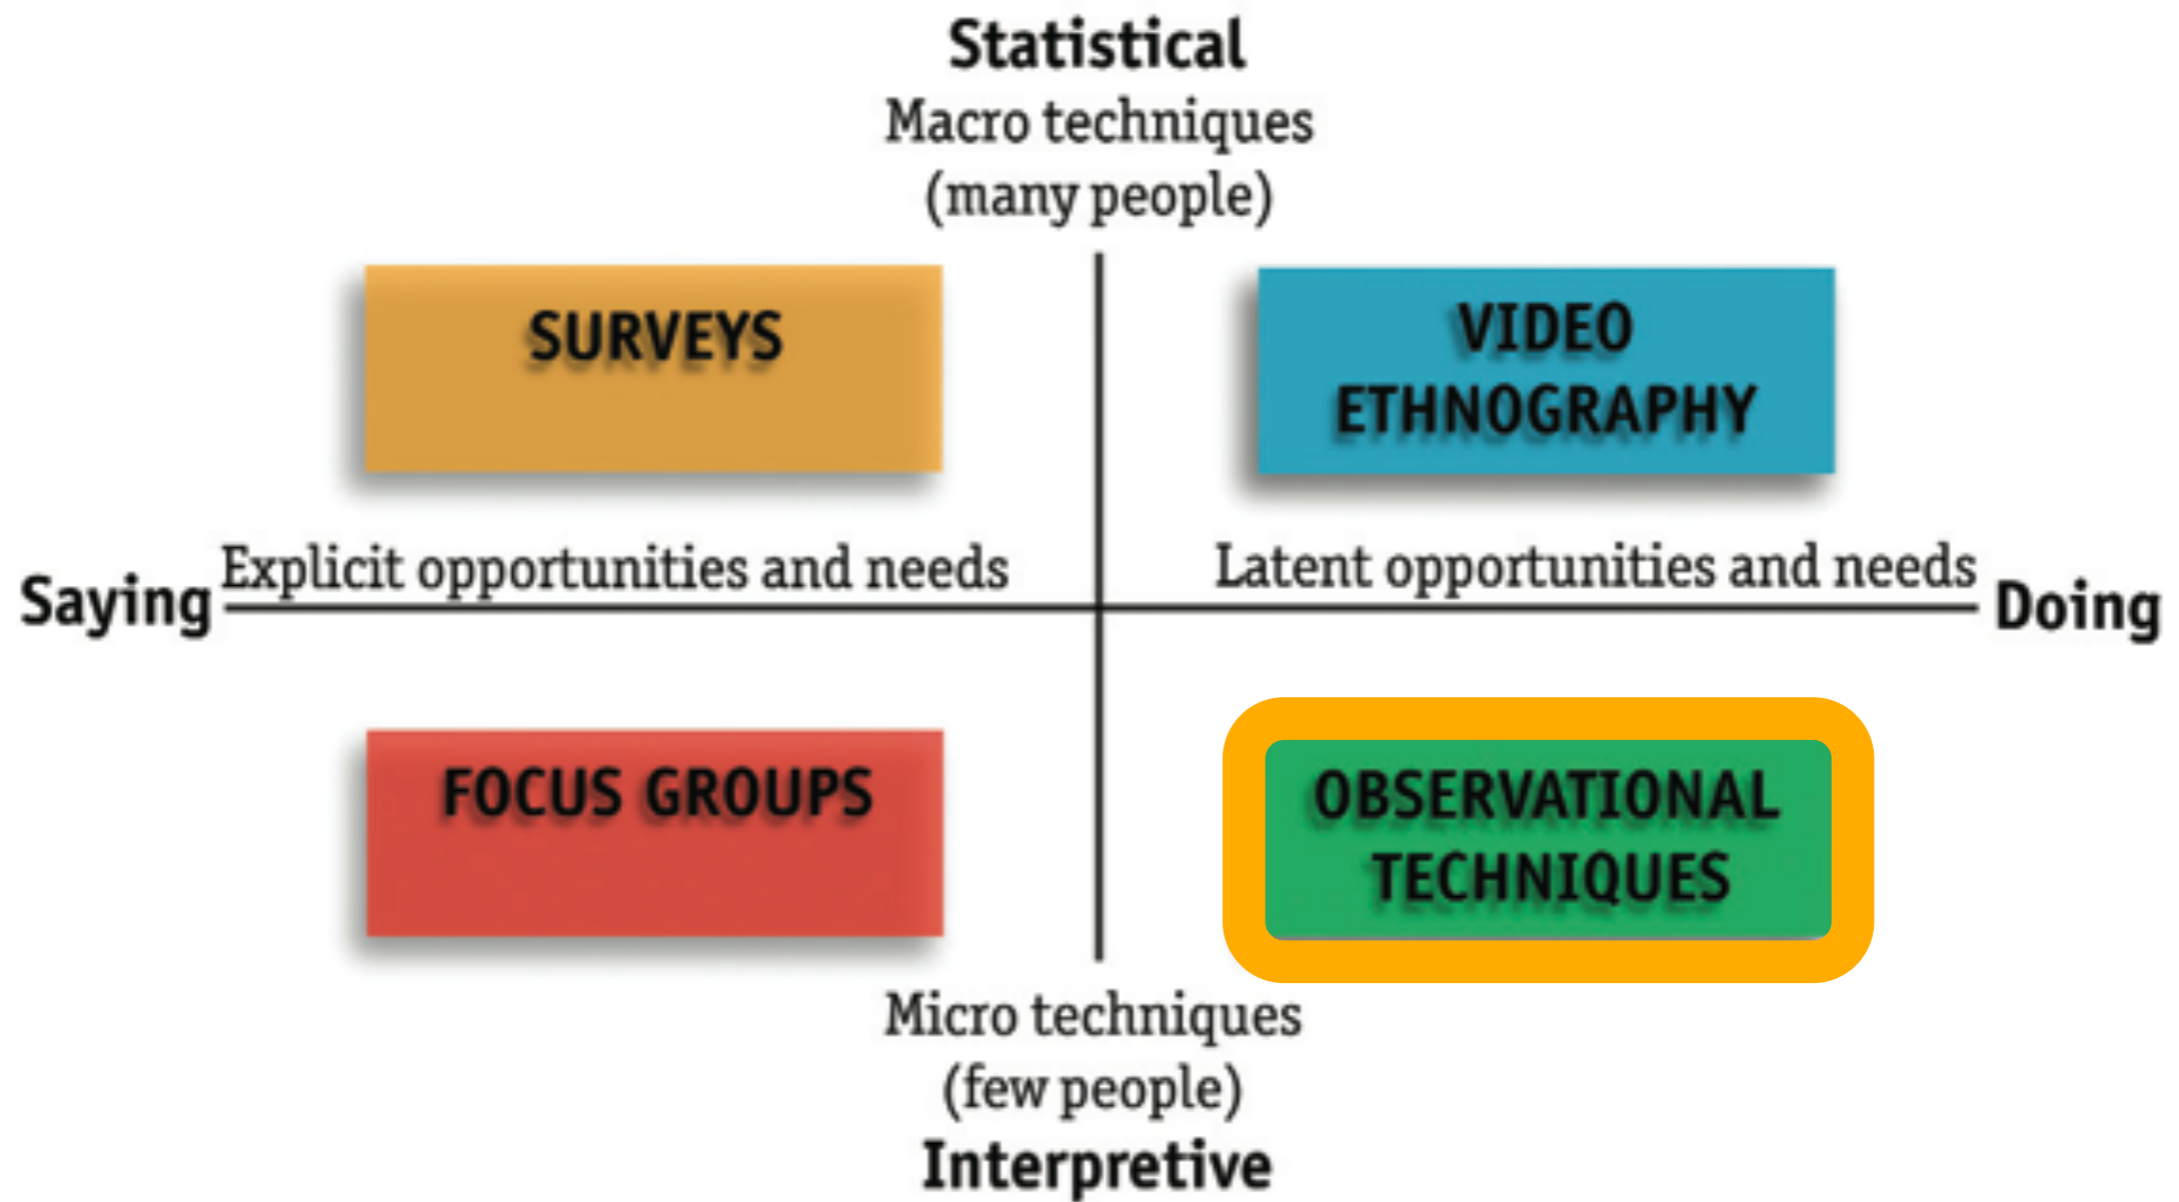 Statistical
Macro techniques
(many people)
SURVEYS
VIDEO
ETHNOGRAPHY
Explicit opportunities and needs
Latent opportunities and needs
Saying
Doing
FOCUS GROUPS
OBSERVATIONAL
TECHNIQUES
Micro techniques
(few people)
Interpretive